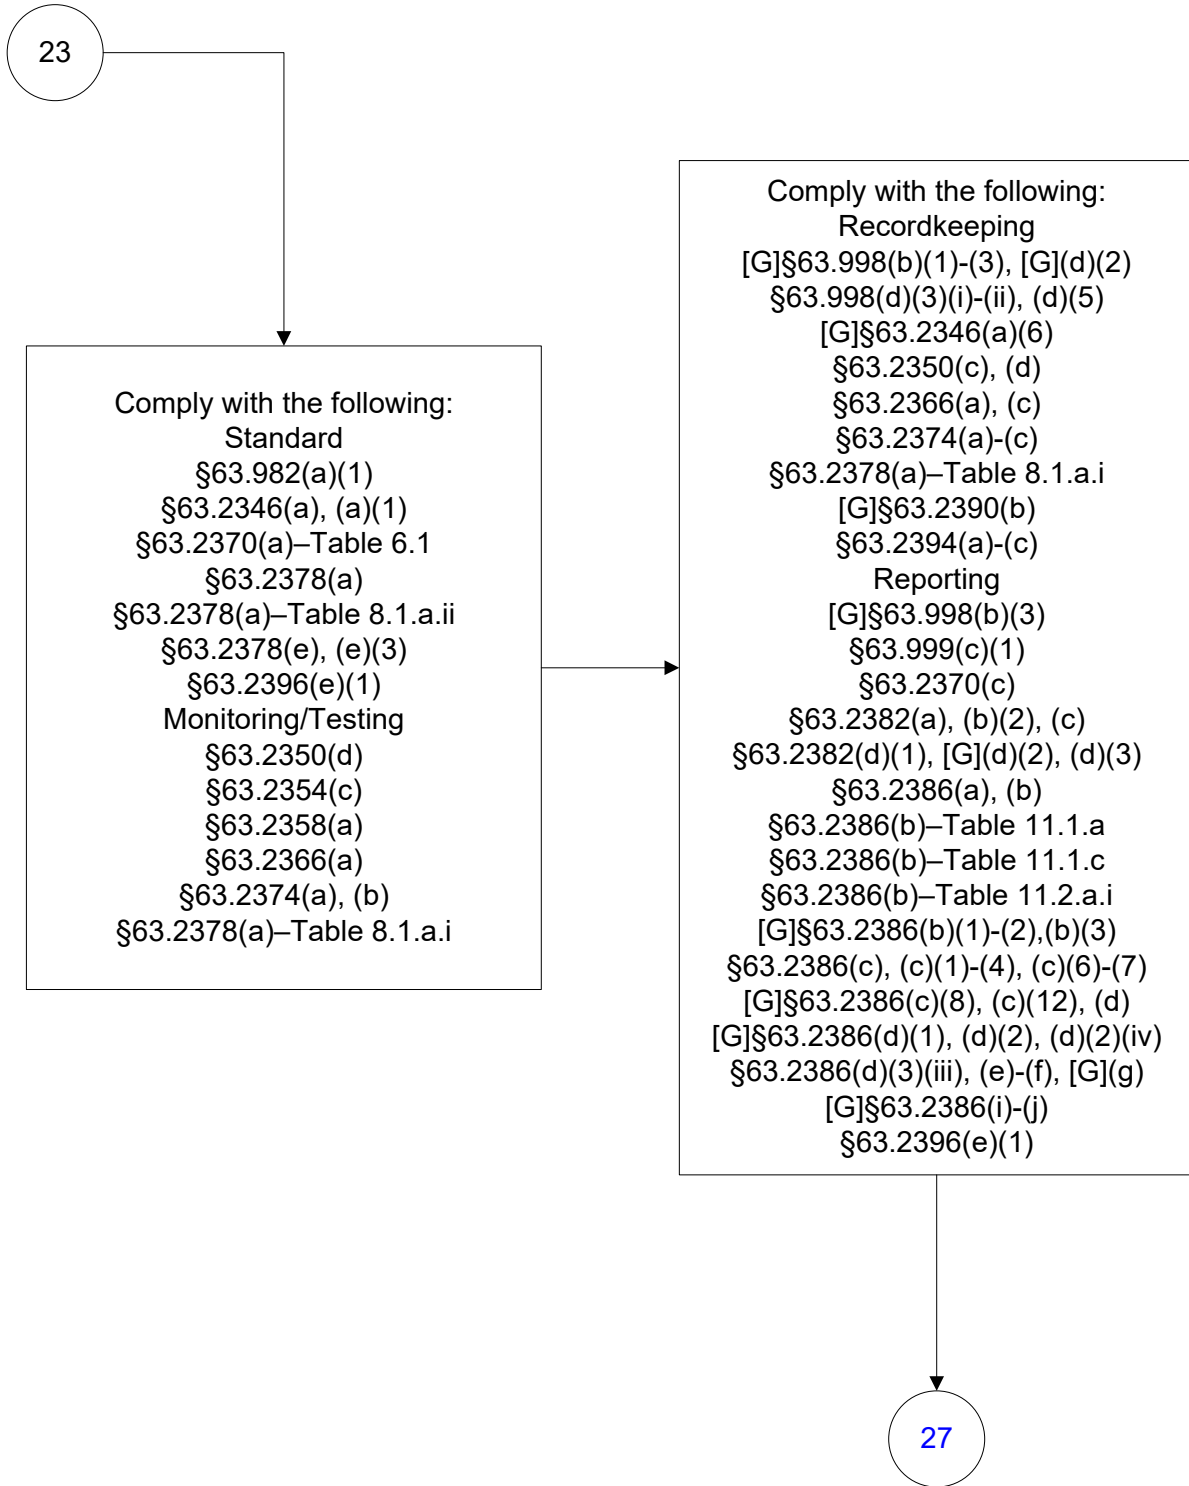 23
Comply with the following:
Standard
§63.982(a)(1)
§63.2346(a), (a)(1)
§63.2370(a)–Table 6.1
§63.2378(a)
§63.2378(a)–Table 8.1.a.ii
§63.2378(e), (e)(3)
§63.2396(e)(1)
Monitoring/Testing
§63.2350(d)
§63.2354(c)
§63.2358(a)
§63.2366(a)
§63.2374(a), (b)
§63.2378(a)–Table 8.1.a.i
Comply with the following:
Recordkeeping
[G]§63.998(b)(1)-(3), [G](d)(2)
§63.998(d)(3)(i)-(ii), (d)(5)
[G]§63.2346(a)(6)
§63.2350(c), (d)
§63.2366(a), (c)
§63.2374(a)-(c)
§63.2378(a)–Table 8.1.a.i
[G]§63.2390(b)
§63.2394(a)-(c)
Reporting
[G]§63.998(b)(3)
§63.999(c)(1)
§63.2370(c)
§63.2382(a), (b)(2), (c)
§63.2382(d)(1), [G](d)(2), (d)(3)
§63.2386(a), (b)
§63.2386(b)–Table 11.1.a
§63.2386(b)–Table 11.1.c
§63.2386(b)–Table 11.2.a.i
[G]§63.2386(b)(1)-(2),(b)(3)
§63.2386(c), (c)(1)-(4), (c)(6)-(7)
[G]§63.2386(c)(8), (c)(12), (d)
[G]§63.2386(d)(1), (d)(2), (d)(2)(iv)
§63.2386(d)(3)(iii), (e)-(f), [G](g)
[G]§63.2386(i)-(j)
§63.2396(e)(1)
27